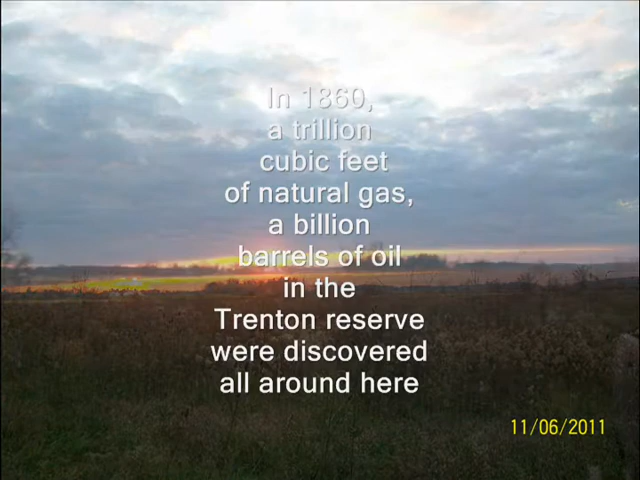 In 1860,
a trillion
cubic feet
of natural gas,
a billion
barrels of oil
in the
Trenton reserve
were discovered
all around here
11/06/2011